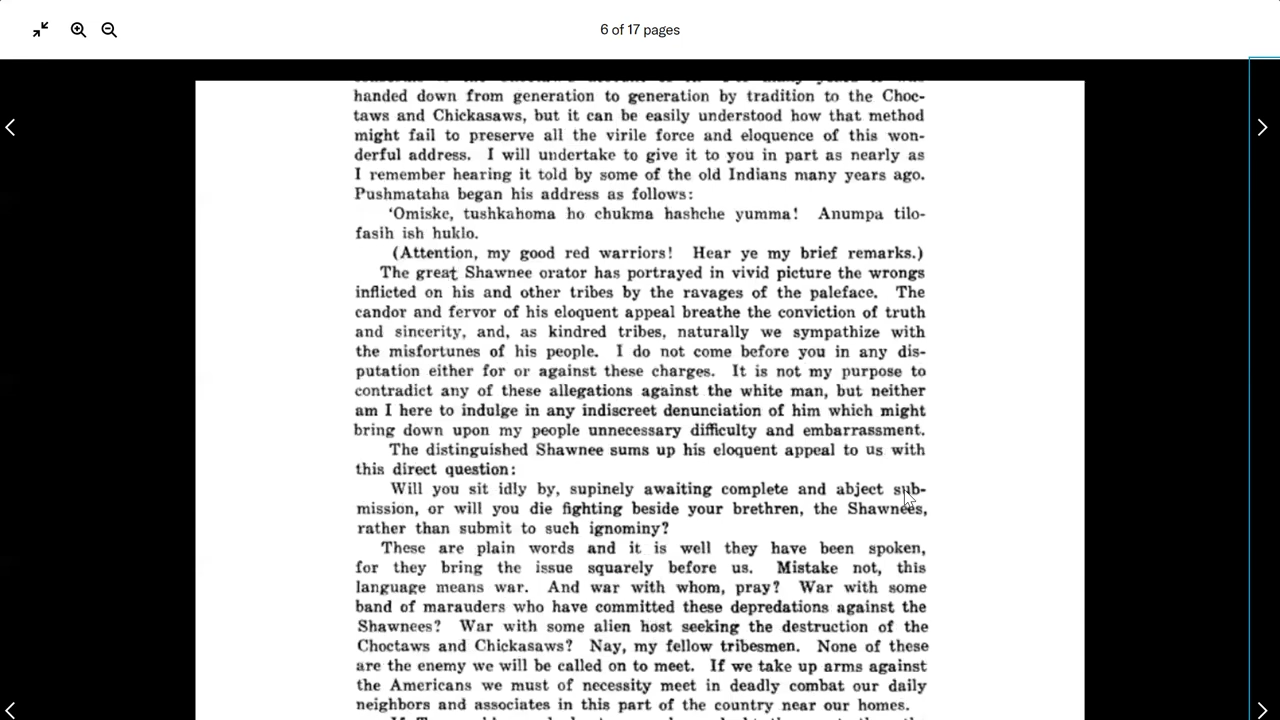 6 of 17 pages
handed down from generation to generation by tradition to the Choc-
taws and Chickasaws, but it can be easily understood how that method
might fail to preserve all the virile force and eloquence of this won-
derful address. I will undertake to give it to you in part as nearly as
I remember hearing it told by some of the old Indians many years ago.
Pushmataha began his address as follows:
'Omiske, tushkahoma ho chukma hashche yumma! Anumpa tilo-
fasih ish huklo.
(Attention, my good red warriors! Hear ye my brief remarks.)
The great Shawnee orator has portrayed in vivid picture the wrongs
inflicted on his and other tribes by the ravages of the paleface. The
candor and fervor of his eloquent appeal breathe the conviction of truth
and sincerity, and, as kindred tribes, naturally we sympathize with
the misfortunes of his people. I do not come before you in any dis-
putation either for or against these charges. It is not my purpose to
contradict any of these allegations against the white man, but neither
am I here to indulge in any indiscreet denunciation of him which might
bring down upon my people unnecessary difficulty and embarrassment.
The distinguished Shawnee sums up his eloquent appeal to us with
this direct question:
Will you sit idly by, supinely awaiting complete and abject sub-
mission, or will you die fighting beside your brethren, the Shawnees,
rather than submit to such ignominy?
These are plain words and it is well they have been spoken,
for they bring the issue squarely before us. Mistake not, this
language means war. And war with whom, pray? War with some
band of marauders who have committed these depredations against the
Shawnees? War with some alien host seeking the destruction of the
Choctaws and Chickasaws? Nay, my fellow tribesmen. None of these
are the enemy we will be called on to meet. If we take up arms against
the Americans we must of necessity meet in deadly combat our daily
neighbors and associates in this part of the country near our homes.